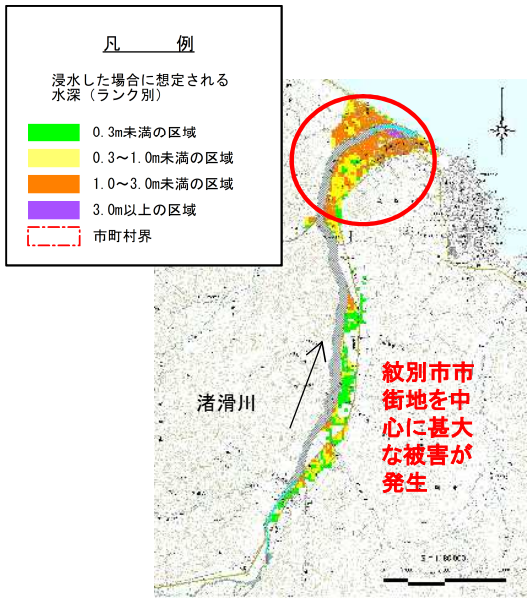 凡　例
浸水した場合に想定される
水深（ランク別）
0.3m未満の区域
0.3～1.0m未満の区域
1.0～3.0m未満の区域
3.0m以上の区域
市町村界
渚滑川
紋別市市
街地を中
心に甚大
な被害が
発生